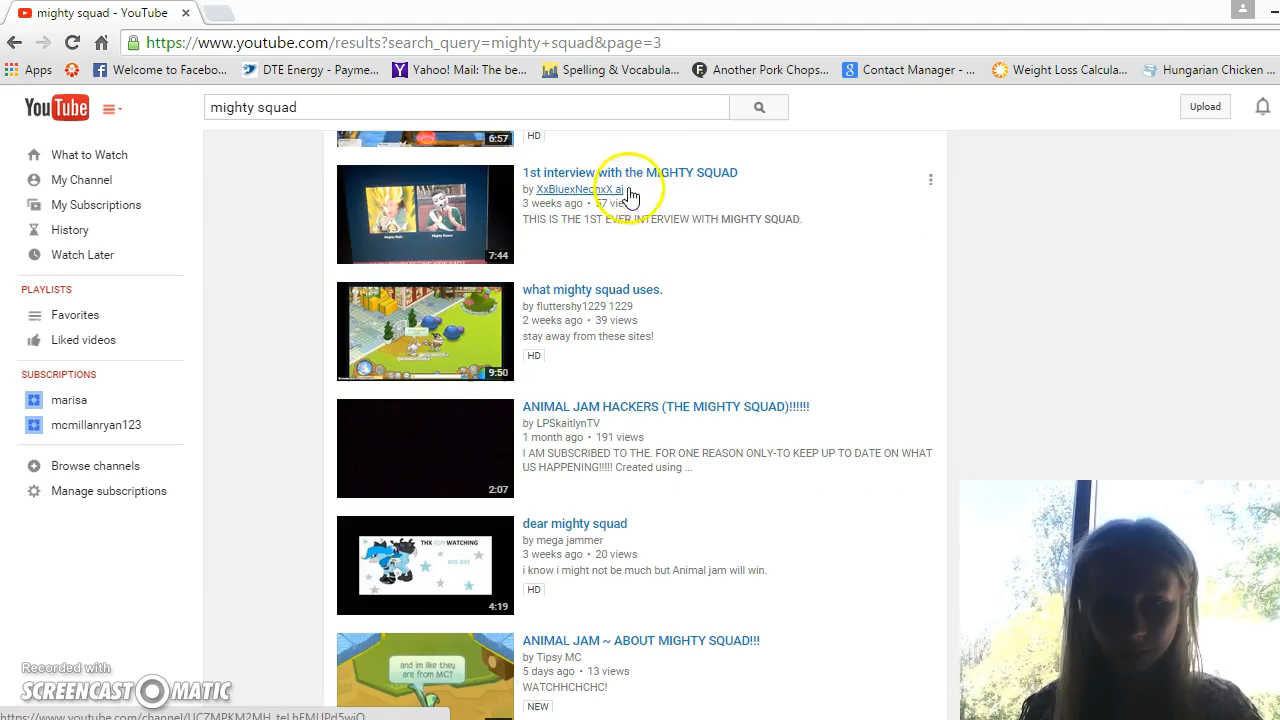 mighty squad - YouTube
https://www.youtube.com/results?search_query=mighty+squad&page=3
Apps
Welcome to Facebo...
DTE Energy - Payme...
Yahoo! Mail: The be...
Spelling & Vocabula...
Another Pork Chops...
Contact Manager - ...
Weight Loss Calcula...
Hungarian Chicken ...
YouTube
mighty squad
Upload
What to Watch
My Channel
My Subscriptions
History
Watch Later
PLAYLISTS
Favorites
Liked videos
SUBSCRIPTIONS
marisa
mcmillanryan123
Browse channels
Manage subscriptions
6:57
HD
1st interview with the MIGHTY SQUAD
by XxBluexNeonxX aj
3 weeks ago • 57 views
THIS IS THE 1ST EVER INTERVIEW WITH MIGHTY SQUAD.
7:44
what mighty squad uses.
by fluttershy1229 1229
2 weeks ago • 39 views
stay away from these sites!
HD
9:50
ANIMAL JAM HACKERS (THE MIGHTY SQUAD)!!!!!!
by LPSkaitlynTV
1 month ago • 191 views
I AM SUBSCRIBED TO THE. FOR ONE REASON ONLY-TO KEEP UP TO DATE ON WHAT
US HAPPENING!!!!! Created using ...
2:07
dear mighty squad
by mega jammer
3 weeks ago • 20 views
i know i might not be much but Animal jam will win.
HD
THX FOR WATCHING
BYE BYE
4:19
ANIMAL JAM ~ ABOUT MIGHTY SQUAD!!!
by Tipsy MC
5 days ago • 13 views
WATCHHCHCHC!
NEW
and im like they
are from MC?
Recorded with
SCREENCAST O MATIC